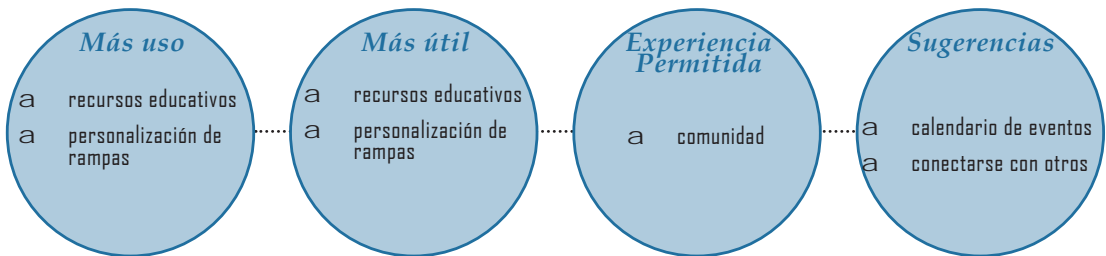 Más uso
a recursos educativos
a personalización de
rampas
Más útil
a recursos educativos
a personalización de
rampas
Experiencia
Permitida
a comunidad
Sugerencias
a calendario de eventos
a conectarse con otros